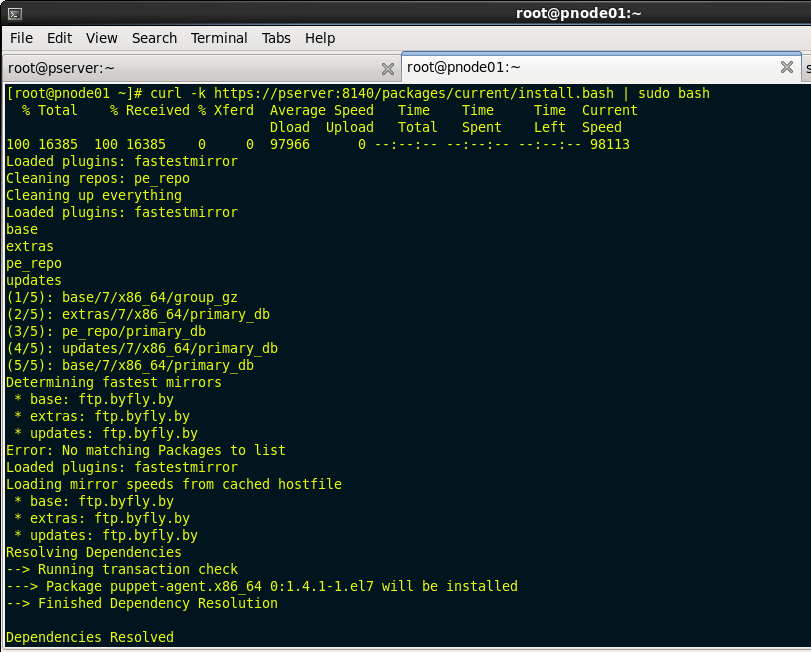 root@pnode01:~
File Edit View Search Terminal Tabs Help
root@pserver:~ root@pnode01:~ s
[root@pnode01 ~]# curl -k https://pserver:8140/packages/current/install.bash | sudo bash
  % Total    % Received % Xferd  Average Speed   Time    Time     Time  Current
                                 Dload  Upload   Total   Spent    Left  Speed
100 16385  100 16385    0     0  97966      0 --:--:-- --:--:-- --:--:-- 98113
Loaded plugins: fastestmirror
Cleaning repos: pe_repo
Cleaning up everything
Loaded plugins: fastestmirror
base
extras
pe_repo
updates
(1/5): base/7/x86_64/group_gz
(2/5): extras/7/x86_64/primary_db
(3/5): pe_repo/primary_db
(4/5): updates/7/x86_64/primary_db
(5/5): base/7/x86_64/primary_db
Determining fastest mirrors
 * base: ftp.byfly.by
 * extras: ftp.byfly.by
 * updates: ftp.byfly.by
Error: No matching Packages to list
Loaded plugins: fastestmirror
Loading mirror speeds from cached hostfile
 * base: ftp.byfly.by
 * extras: ftp.byfly.by
 * updates: ftp.byfly.by
Resolving Dependencies
--> Running transaction check
---> Package puppet-agent.x86_64 0:1.4.1-1.el7 will be installed
--> Finished Dependency Resolution

Dependencies Resolved